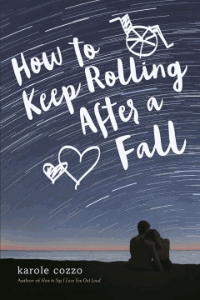 How to
Keep Rolling
After a
Fall
karole cozzo
Author of How to Say I Love You Out Loud